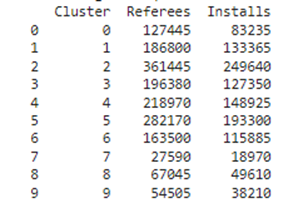 Cluster Referees Installs
0 0 127445 83235
1 1 186800 133365
2 2 361445 249640
3 3 196380 127350
4 4 218970 148925
5 5 282170 193300
6 6 163500 115885
7 7 27590 18970
8 8 67045 49610
9 9 54505 38210